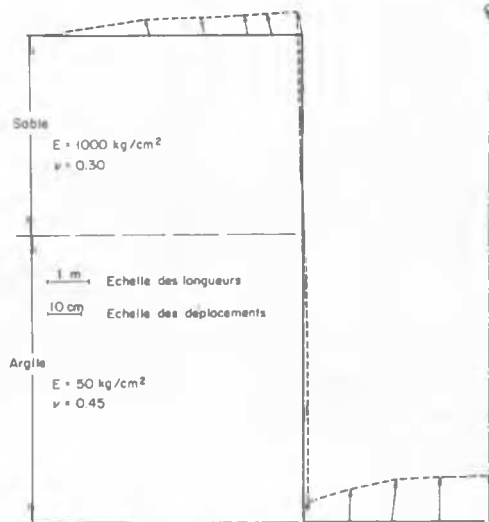 Sable
E = 1000 kg/cm²
ν = 0.30
1 m Echelle des longueurs
10 cm Echelle des déplacements
Argile
E = 50 kg/cm²
ν = 0.45